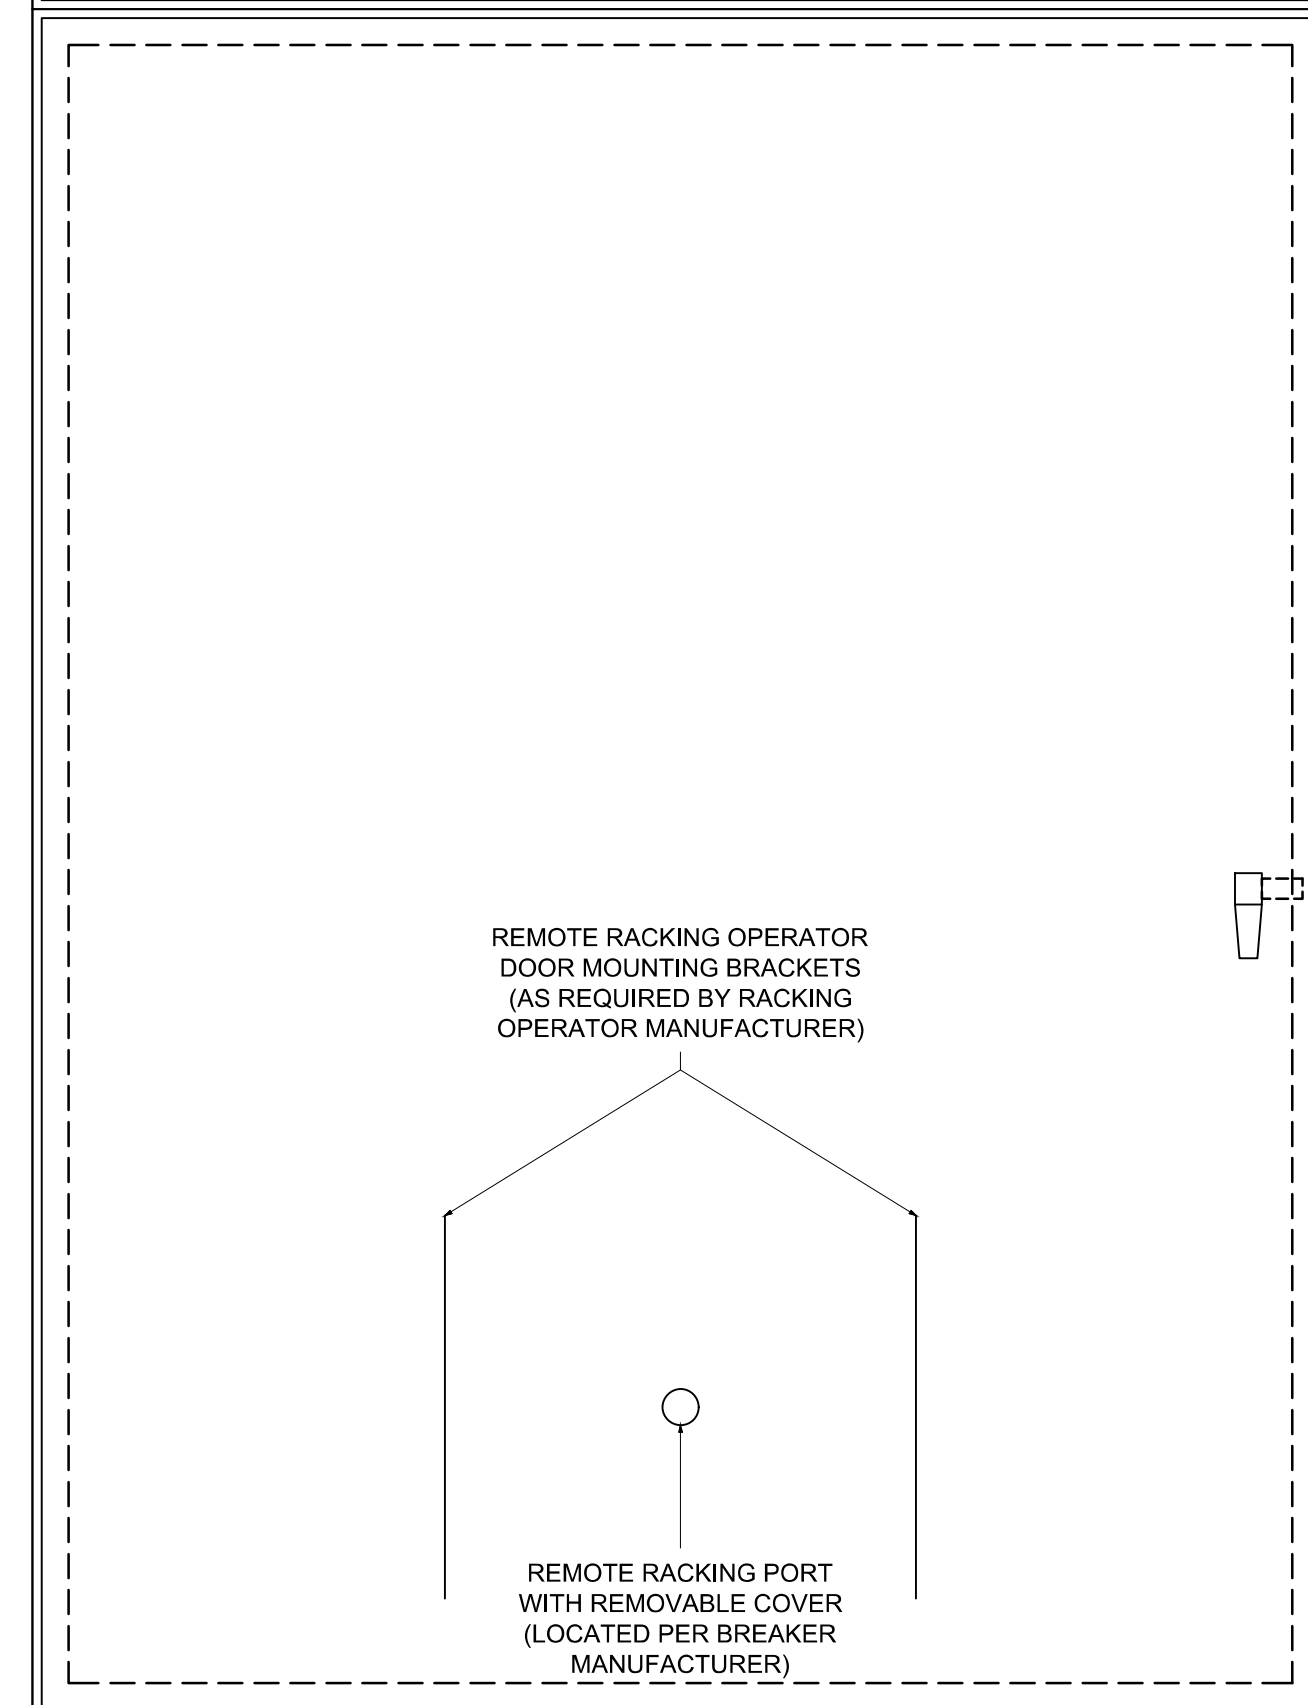 REMOTE RACKING OPERATOR
DOOR MOUNTING BRACKETS
(AS REQUIRED BY RACKING
OPERATOR MANUFACTURER)
REMOTE RACKING PORT
WITH REMOVABLE COVER
(LOCATED PER BREAKER
MANUFACTURER)